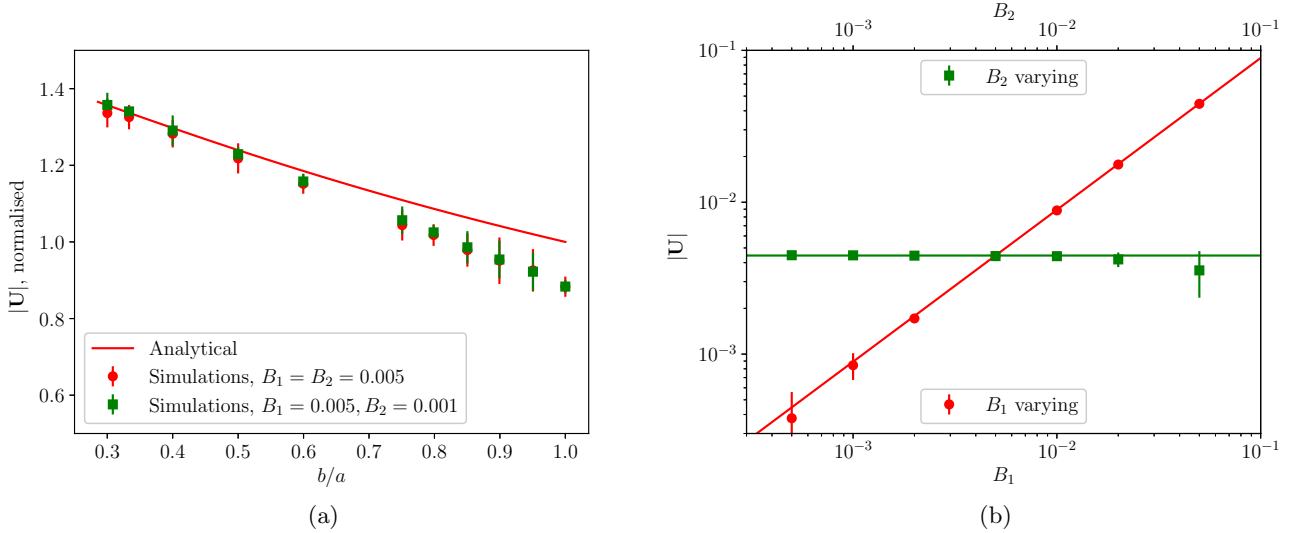 |U|, normalised
1.4
1.2
1.0
0.8
0.6
0.3 0.4 0.5 0.6 0.7 0.8 0.9 1.0
b/a
Analytical
Simulations, B₁ = B₂ = 0.005
Simulations, B₁ = 0.005, B₂ = 0.001
(a)
B₂
10⁻³ 10⁻² 10⁻¹
|U|
10⁻¹
10⁻²
10⁻³
B₂ varying
B₁ varying
10⁻³ 10⁻² 10⁻¹
B₁
(b)